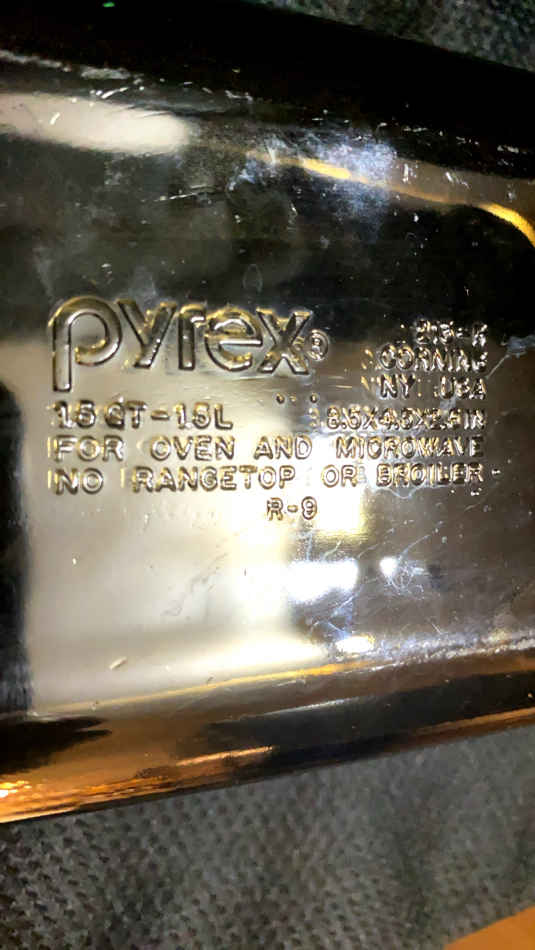 pyrex®
213-R
CORNING
NY USA
1.5 QT-1.5L
8.5X4.5X2.5 IN
FOR OVEN AND MICROWAVE
NO RANGETOP OR BROILER
R-9